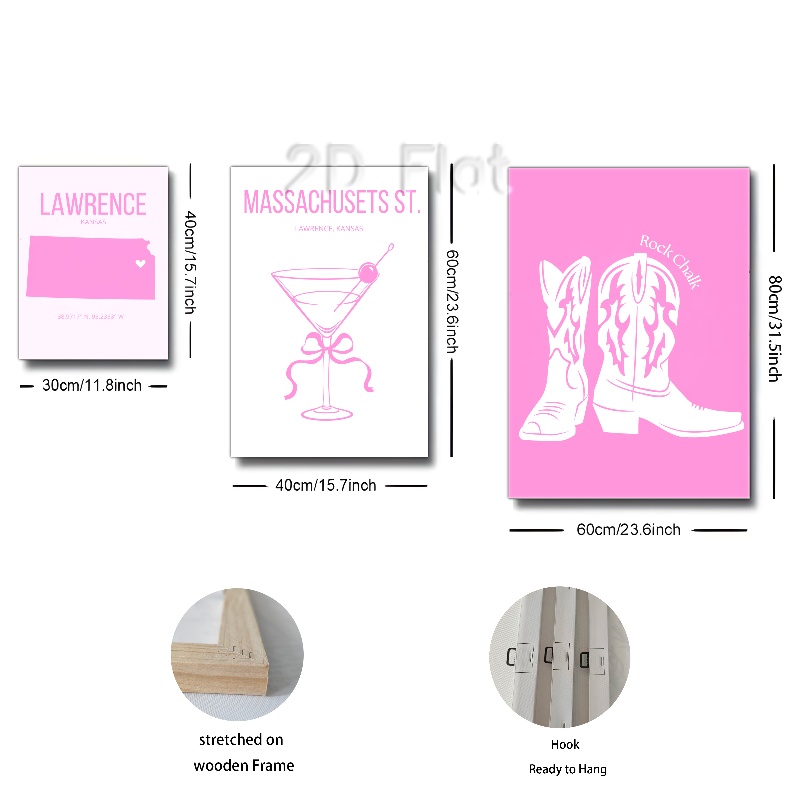 2D Flat
LAWRENCE
KANSAS
40cm/15.7inch
30cm/11.8inch
MASSACHUSETS ST.
LAWRENCE, KANSAS
60cm/23.6inch
40cm/15.7inch
Rock Chalk
80cm/31.5inch
60cm/23.6inch
stretched on
wooden Frame
Hook
Ready to Hang